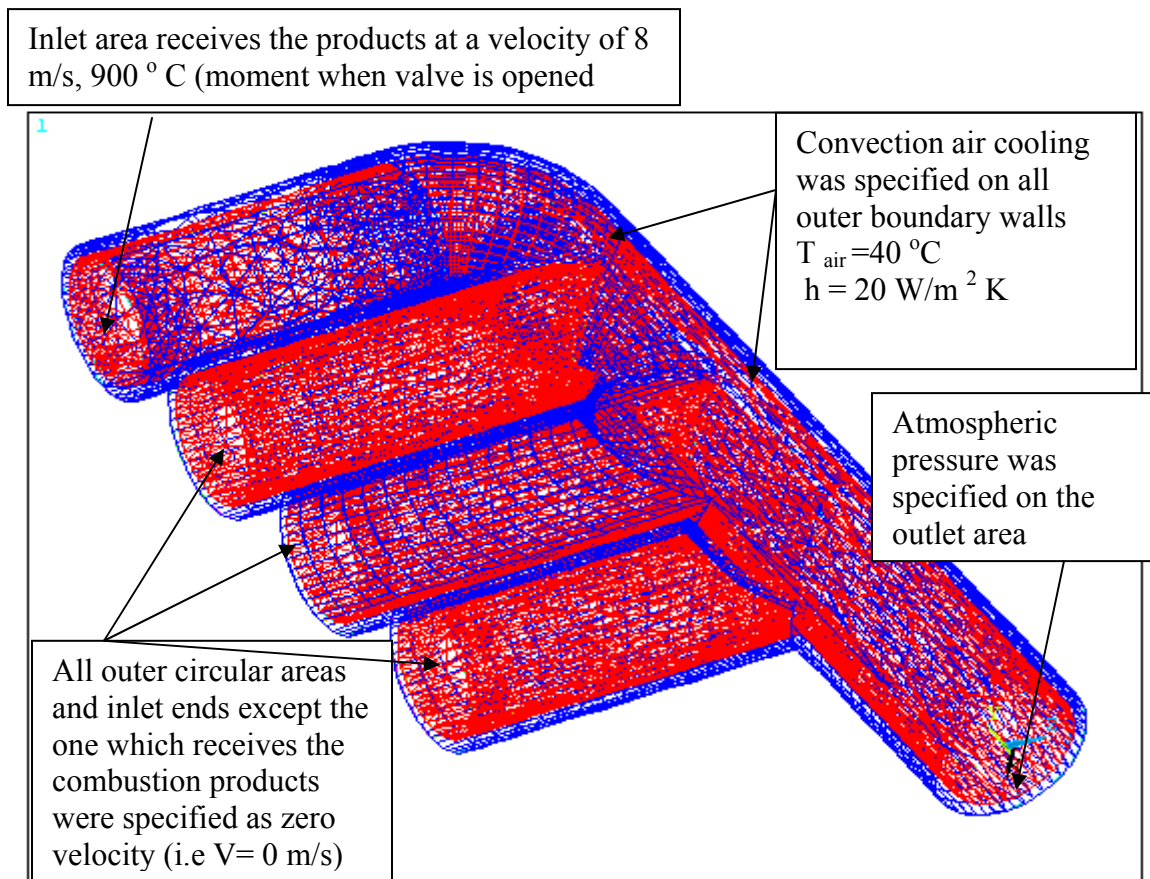 Inlet area receives the products at a velocity of 8
m/s, 900 ° C (moment when valve is opened
1
Convection air cooling
was specified on all
outer boundary walls
T air =40 °C
h = 20 W/m ² K
Atmospheric
pressure was
specified on the
outlet area
All outer circular areas
and inlet ends except the
one which receives the
combustion products
were specified as zero
velocity (i.e V= 0 m/s)